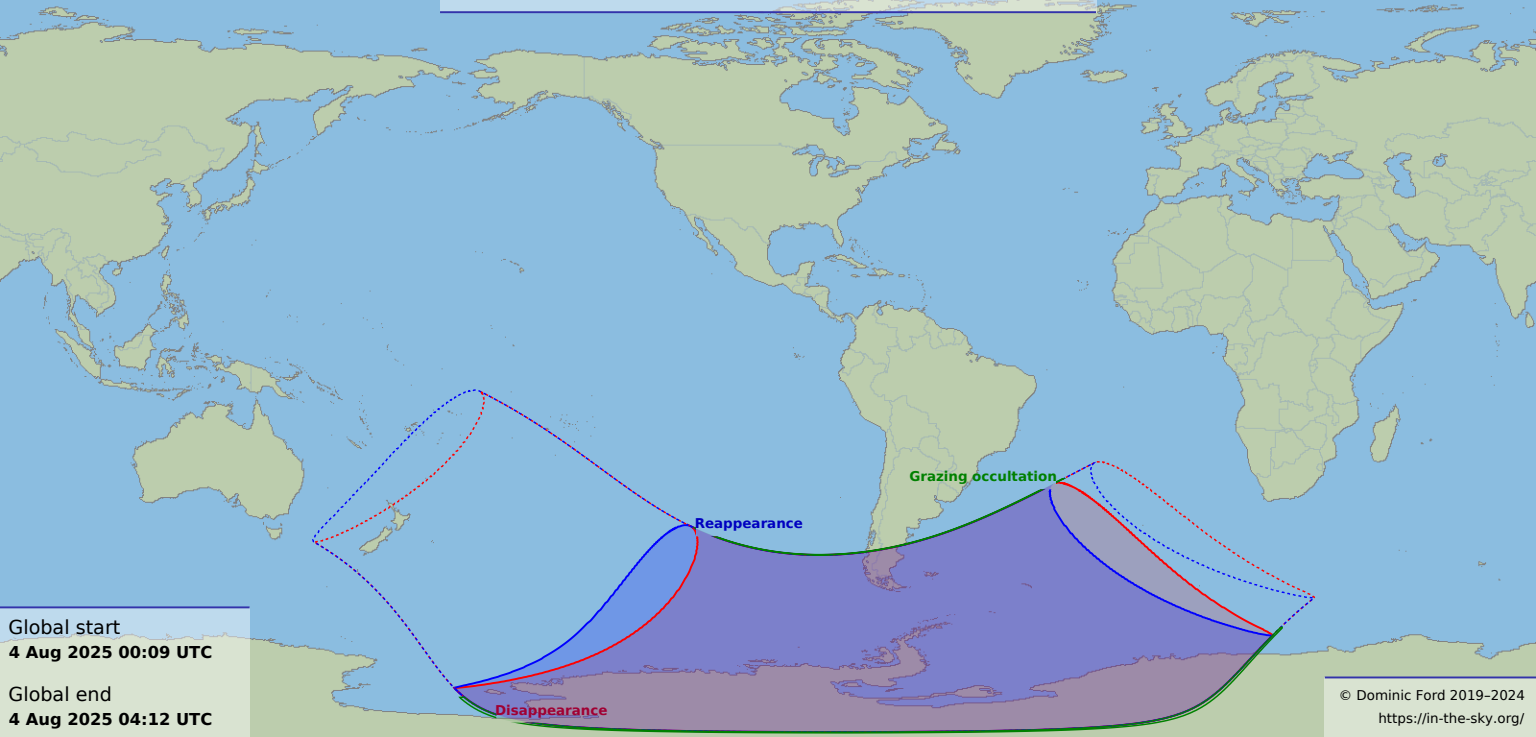 Grazing occultation
Reappearance
Disappearance
Global start
4 Aug 2025 00:09 UTC
Global end
4 Aug 2025 04:12 UTC
© Dominic Ford 2019–2024
https://in-the-sky.org/